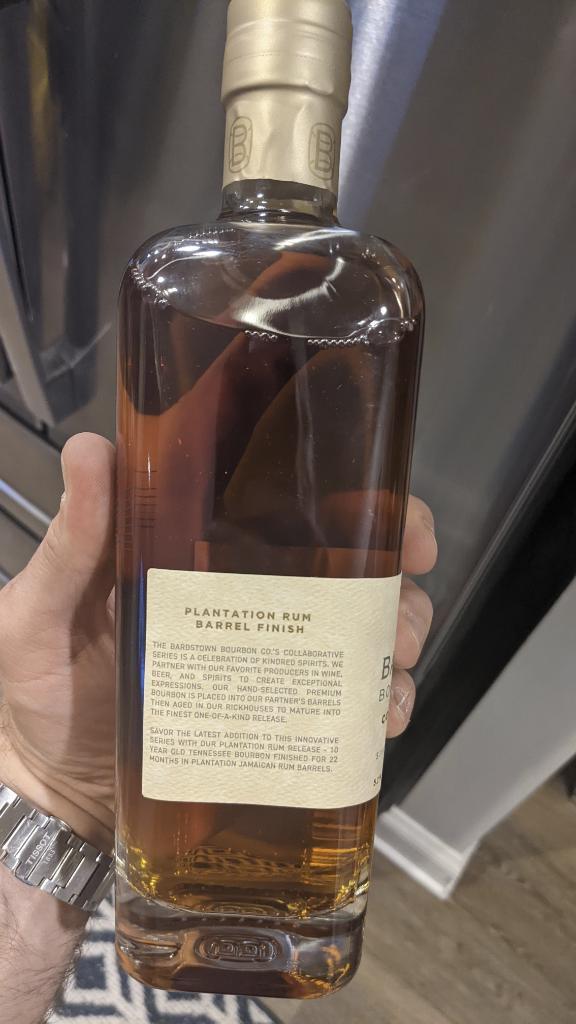 B B
PLANTATION RUM
BARREL FINISH
THE BARDSTOWN BOURBON CO.'S COLLABORATIVE
SERIES IS A CELEBRATION OF KINDRED SPIRITS. WE
PARTNER WITH OUR FAVORITE PRODUCERS IN WINE,
BEER, AND SPIRITS TO CREATE EXCEPTIONAL
EXPRESSIONS. OUR HAND-SELECTED PREMIUM
BOURBON IS PLACED INTO OUR PARTNER'S BARRELS
THEN AGED IN OUR RICKHOUSES TO MATURE INTO
THE FINEST ONE-OF-A-KIND RELEASE.
SAVOR THE LATEST ADDITION TO THIS INNOVATIVE
SERIES WITH OUR PLANTATION RUM RELEASE - 10
YEAR OLD TENNESSEE BOURBON FINISHED FOR 22
MONTHS IN PLANTATION JAMAICAN RUM BARRELS.
TISSOT
1853